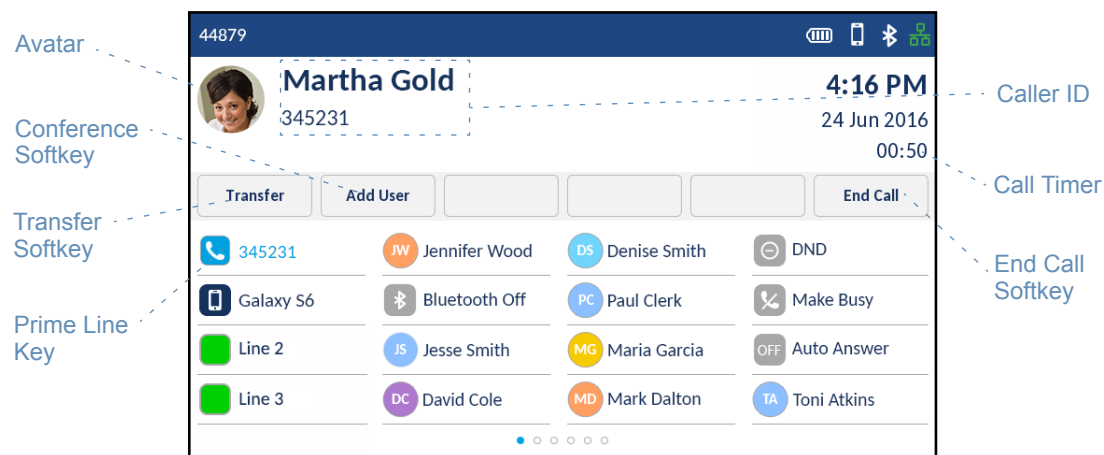 44879
Avatar
Martha Gold
4:16 PM
Caller ID
345231
24 Jun 2016
Conference
Softkey
00:50
Call Timer
Transfer
Add User
End Call
Transfer
Softkey
345231
JW Jennifer Wood
DS Denise Smith
DND
End Call
Softkey
Galaxy S6
Bluetooth Off
PC Paul Clerk
Make Busy
Prime Line
Key
Line 2
JS Jesse Smith
MG Maria Garcia
OFF Auto Answer
Line 3
DC David Cole
MD Mark Dalton
TA Toni Atkins